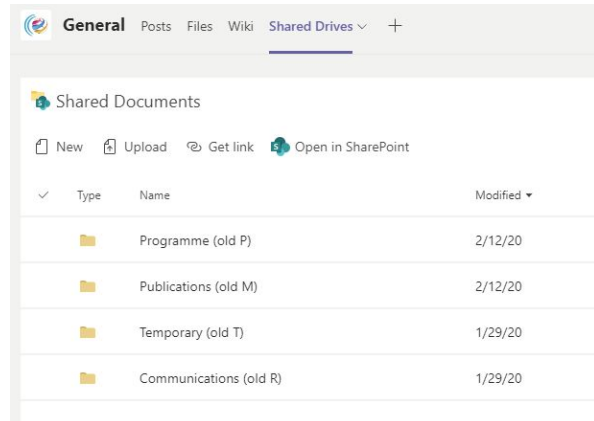 General Posts Files Wiki Shared Drives +
Shared Documents
New Upload Get link Open in SharePoint
Type Name Modified
Programme (old P) 2/12/20
Publications (old M) 2/12/20
Temporary (old T) 1/29/20
Communications (old R) 1/29/20